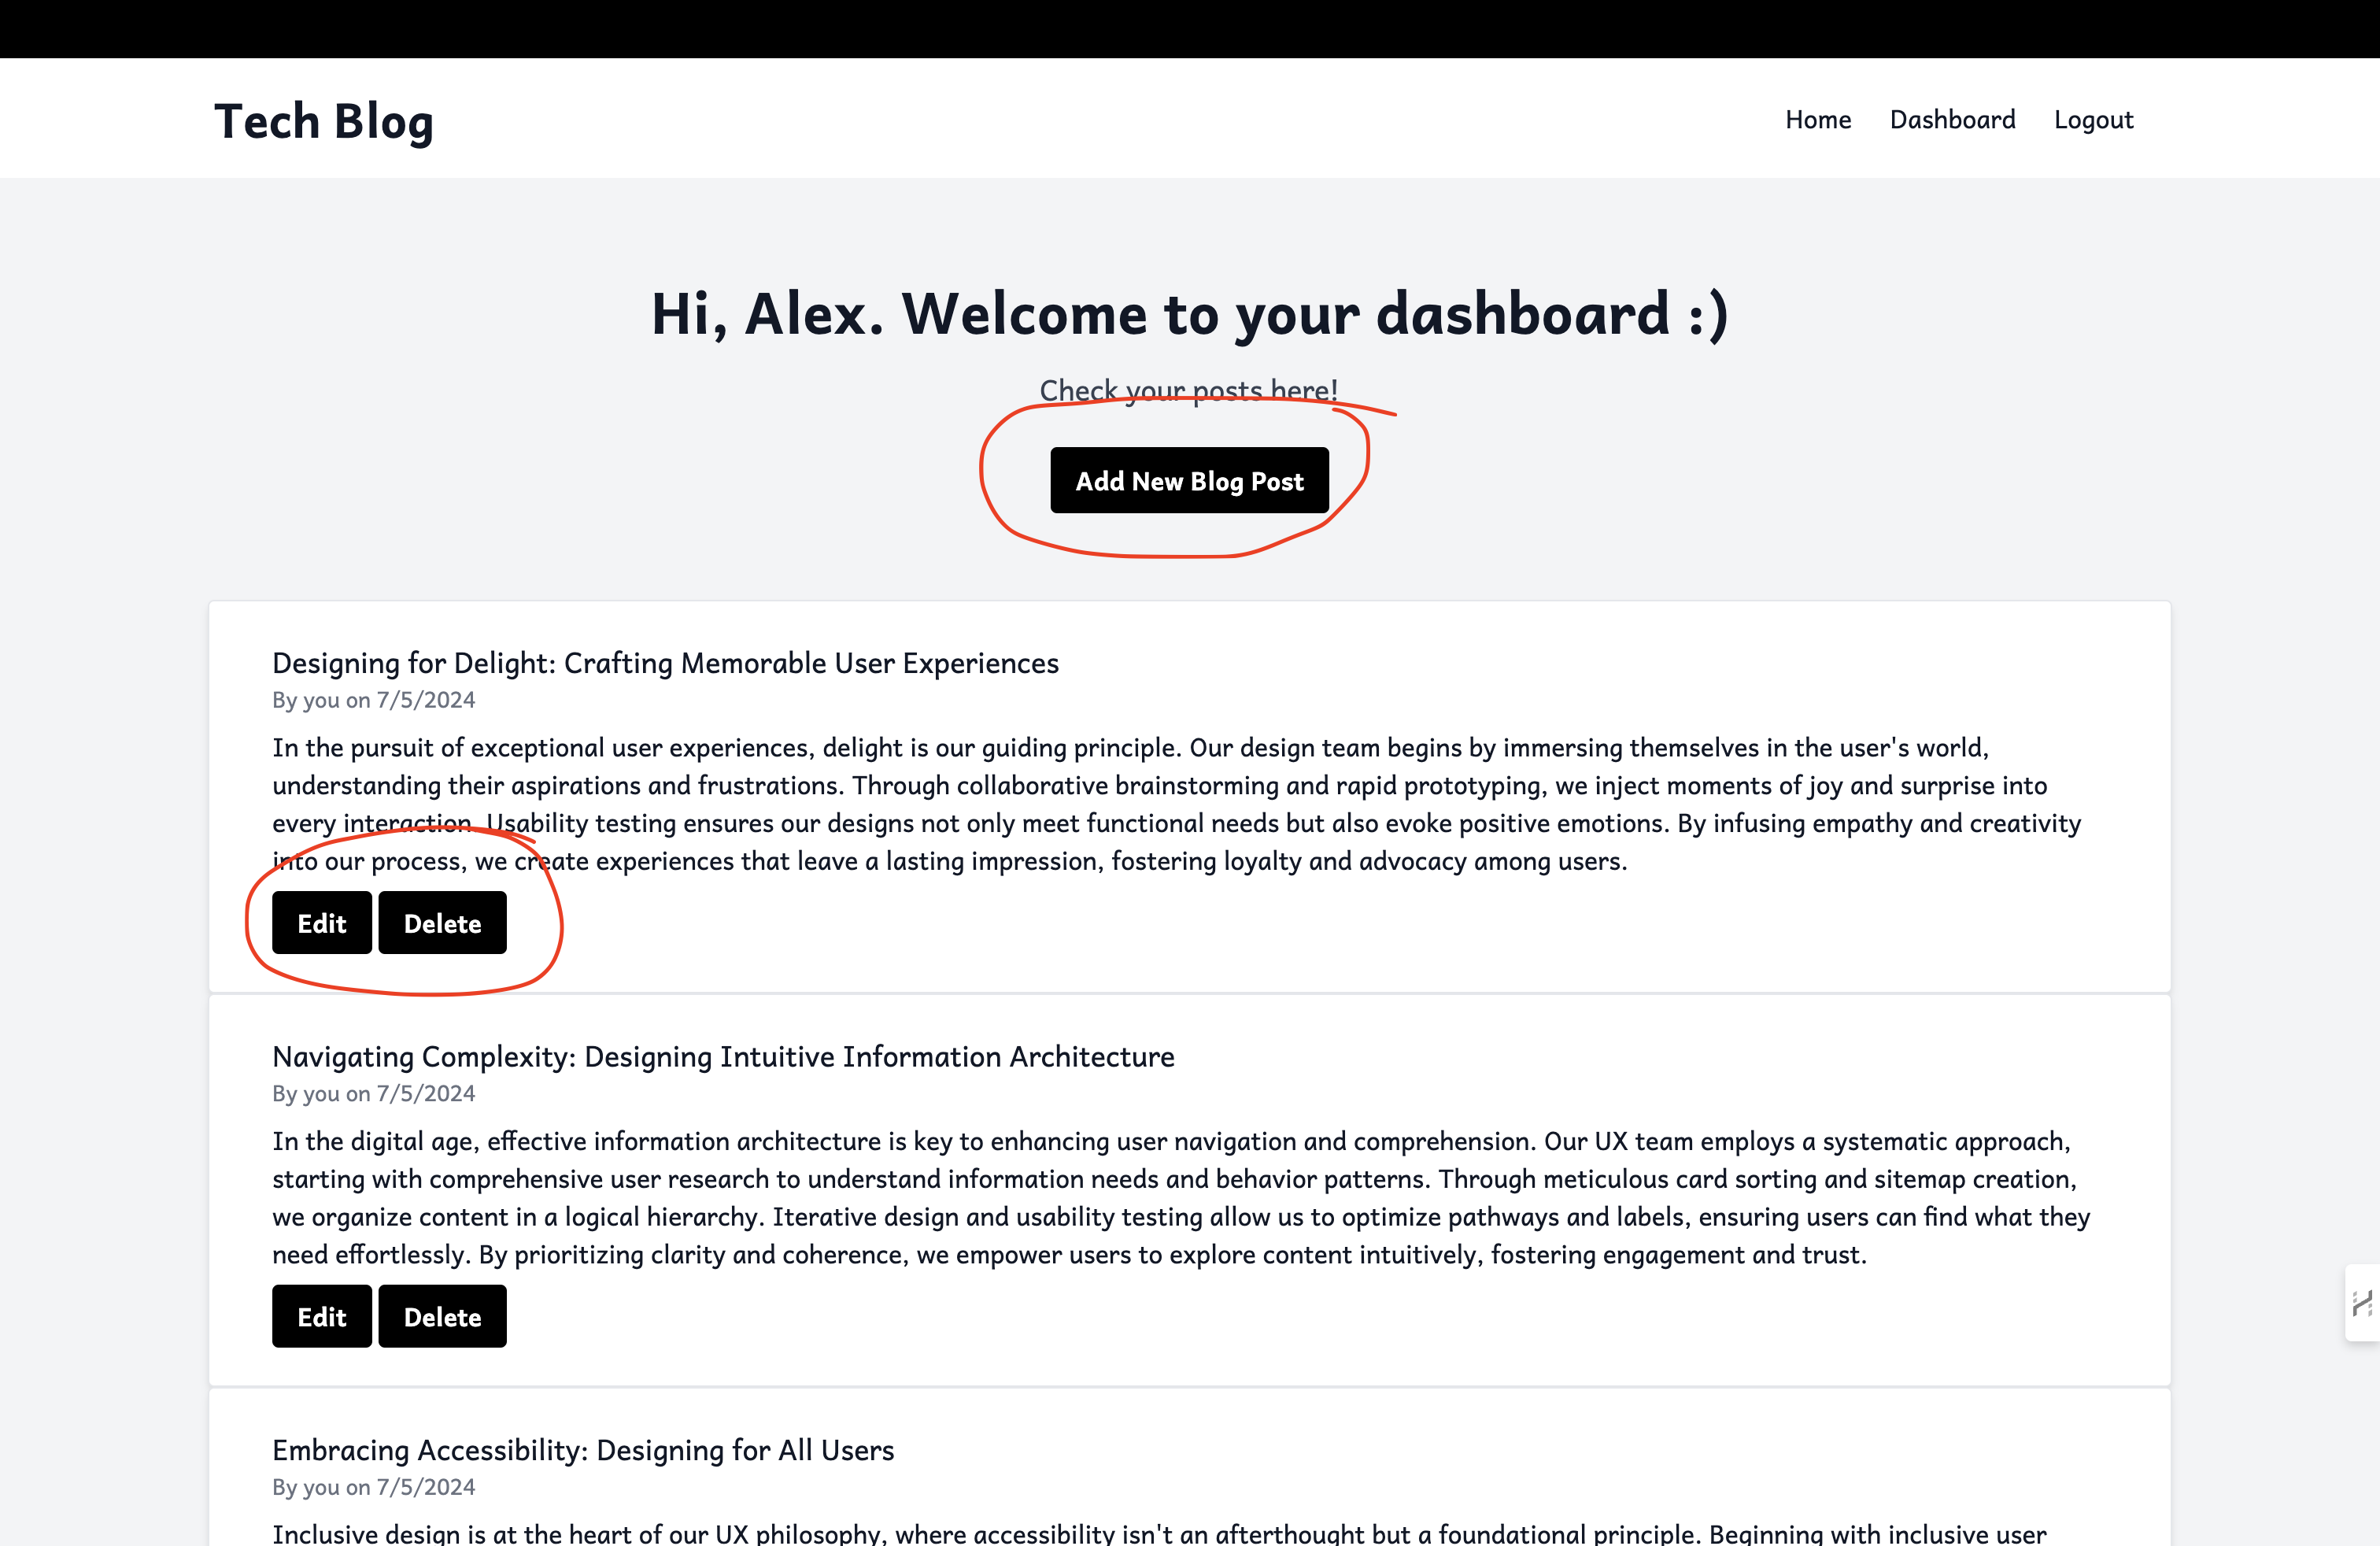 Tech Blog
Home Dashboard Logout
Hi, Alex. Welcome to your dashboard :)
Check your posts here!
Add New Blog Post
Designing for Delight: Crafting Memorable User Experiences
By you on 7/5/2024
In the pursuit of exceptional user experiences, delight is our guiding principle. Our design team begins by immersing themselves in the user's world,
understanding their aspirations and frustrations. Through collaborative brainstorming and rapid prototyping, we inject moments of joy and surprise into
every interaction. Usability testing ensures our designs not only meet functional needs but also evoke positive emotions. By infusing empathy and creativity
into our process, we create experiences that leave a lasting impression, fostering loyalty and advocacy among users.
Edit Delete
Navigating Complexity: Designing Intuitive Information Architecture
By you on 7/5/2024
In the digital age, effective information architecture is key to enhancing user navigation and comprehension. Our UX team employs a systematic approach,
starting with comprehensive user research to understand information needs and behavior patterns. Through meticulous card sorting and sitemap creation,
we organize content in a logical hierarchy. Iterative design and usability testing allow us to optimize pathways and labels, ensuring users can find what they
need effortlessly. By prioritizing clarity and coherence, we empower users to explore content intuitively, fostering engagement and trust.
Edit Delete
Embracing Accessibility: Designing for All Users
By you on 7/5/2024
Inclusive design is at the heart of our UX philosophy, where accessibility isn't an afterthought but a foundational principle. Beginning with inclusive user